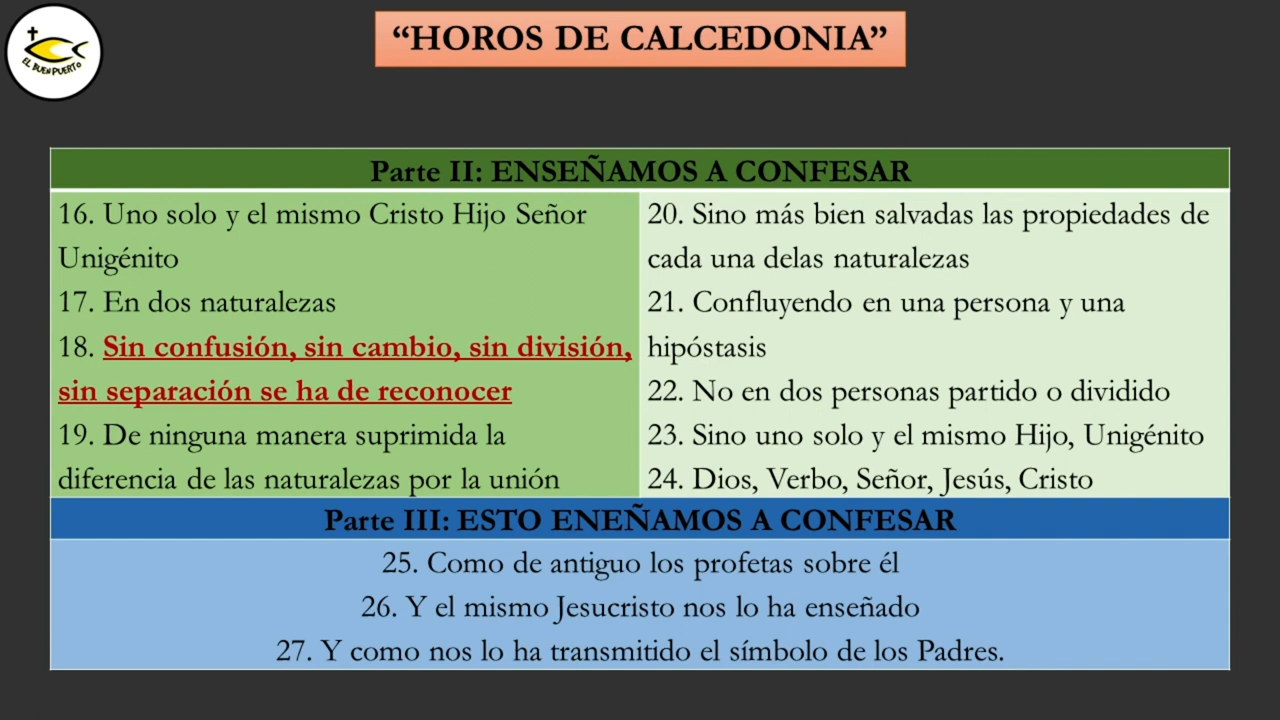 EL BUEN PUERTO
“HOROS DE CALCEDONIA”
Parte II: ENSEÑAMOS A CONFESAR
16. Uno solo y el mismo Cristo Hijo Señor
Unigénito
17. En dos naturalezas
18. Sin confusión, sin cambio, sin división,
sin separación se ha de reconocer
19. De ninguna manera suprimida la
diferencia de las naturalezas por la unión
20. Sino más bien salvadas las propiedades de
cada una delas naturalezas
21. Confluyendo en una persona y una
hipóstasis
22. No en dos personas partido o dividido
23. Sino uno solo y el mismo Hijo, Unigénito
24. Dios, Verbo, Señor, Jesús, Cristo
Parte III: ESTO ENEÑAMOS A CONFESAR
25. Como de antiguo los profetas sobre él
26. Y el mismo Jesucristo nos lo ha enseñado
27. Y como nos lo ha transmitido el símbolo de los Padres.